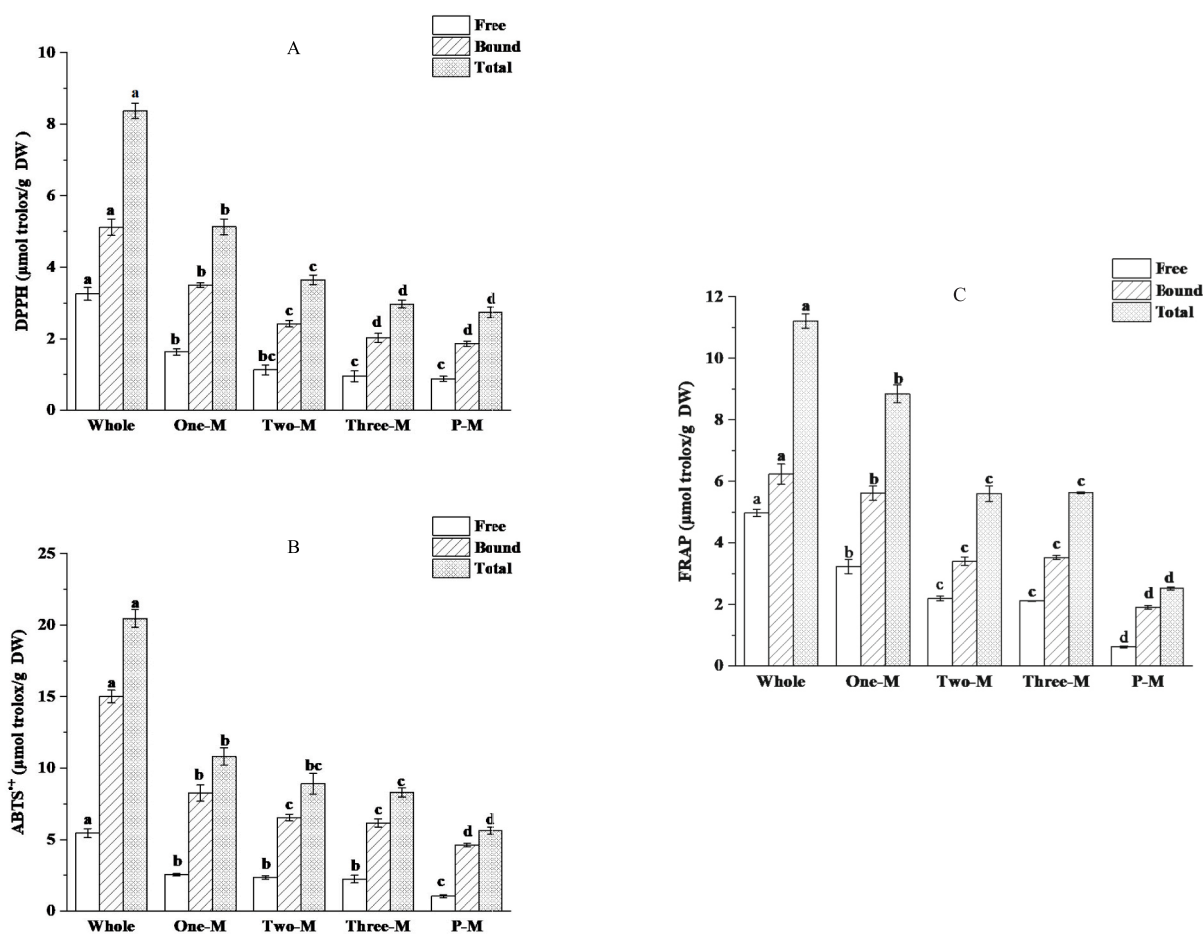 Free
Bound
Total
A
10
8
6
4
2
0
DPPH (μmol trolox/g DW )
a
a
a
b
b
b
bc
c
c
c
d
d
c
d
d
Whole One-M Two-M Three-M P-M
Free
Bound
Total
B
25
20
15
10
5
0
ABTS•+ (μmol trolox/g DW)
a
a
a
b
b
b
b
c
bc
b
c
c
c
d
d
Whole One-M Two-M Three-M P-M
Free
Bound
Total
C
12
10
8
6
4
2
0
FRAP (μmol trolox/g DW)
a
a
a
b
b
b
c
c
c
c
c
c
d
d
d
Whole One-M Two-M Three-M P-M